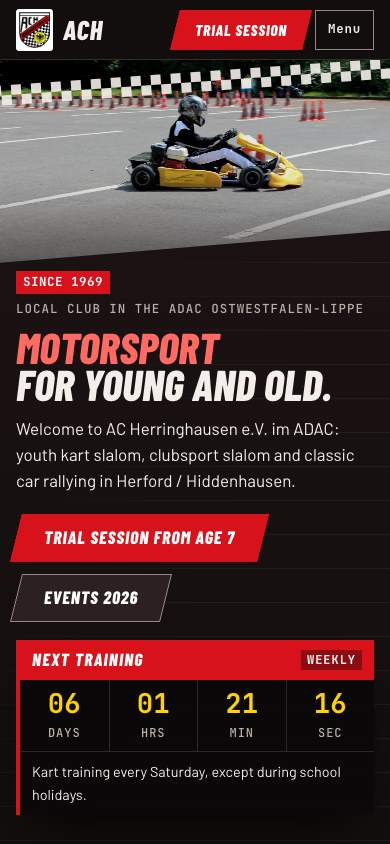 ACH
ACH
TRIAL SESSION
Menu
SINCE 1969
LOCAL CLUB IN THE ADAC OSTWESTFALEN-LIPPE
MOTORSPORT
FOR YOUNG AND OLD.
Welcome to AC Herringhausen e.V. im ADAC:
youth kart slalom, clubsport slalom and classic
car rallying in Herford / Hiddenhausen.
TRIAL SESSION FROM AGE 7
EVENTS 2026
NEXT TRAINING
WEEKLY
06 01 21 16
DAYS HRS MIN SEC
Kart training every Saturday, except during school
holidays.